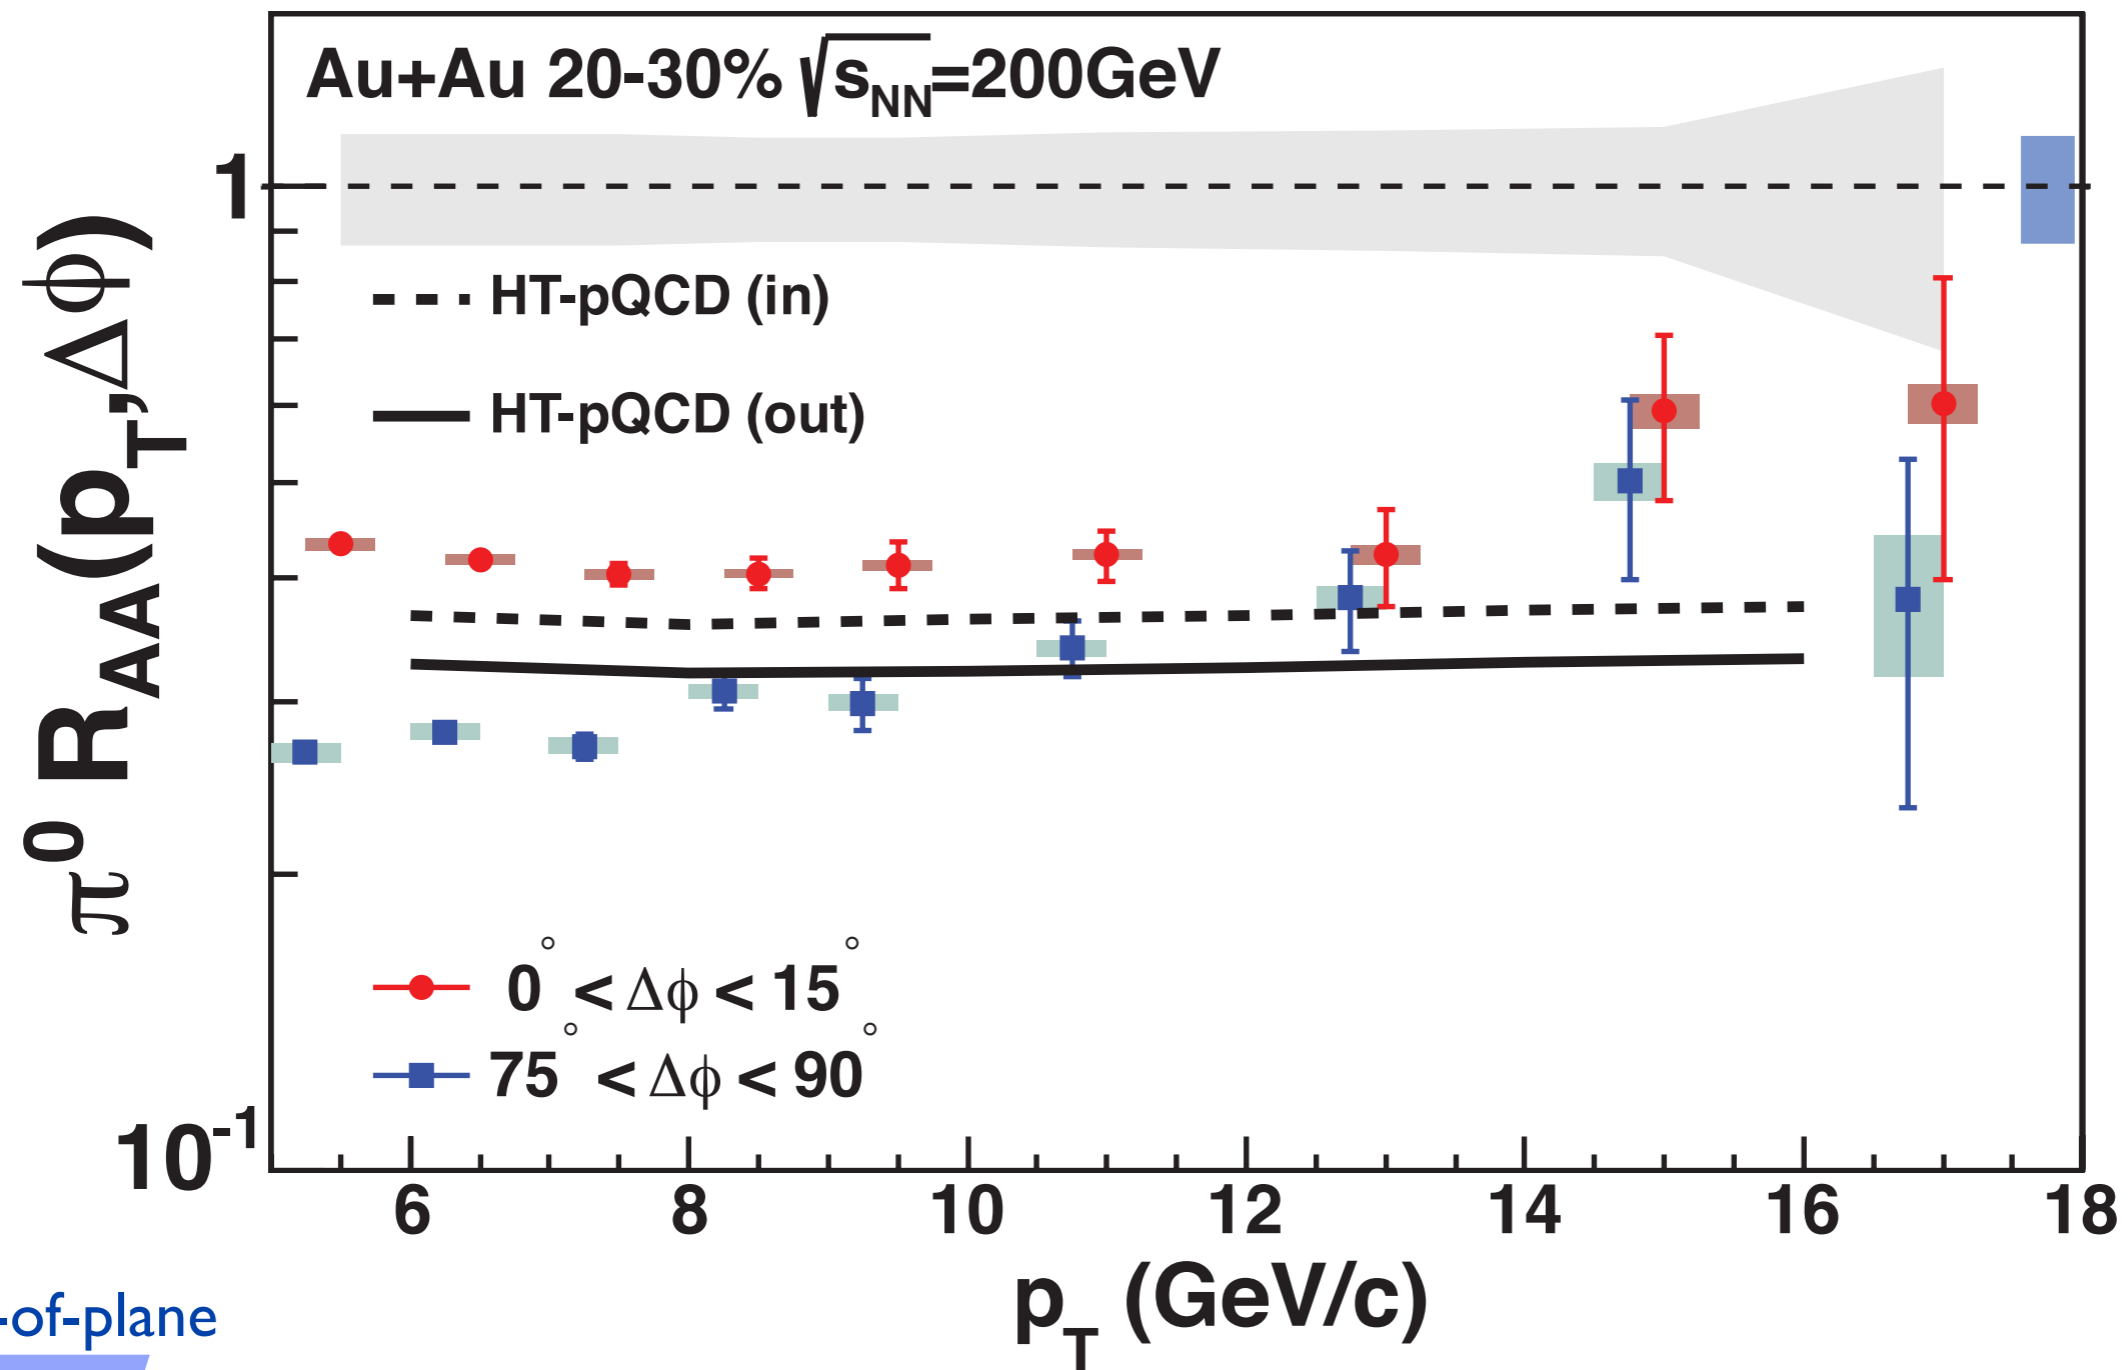 Au+Au 20-30% √sNN=200GeV
1
HT-pQCD (in)
HT-pQCD (out)
π⁰ RAA(pT,Δϕ)
0° < Δϕ < 15°
75° < Δϕ < 90°
10⁻¹
6 8 10 12 14 16 18
pT (GeV/c)
-of-plane